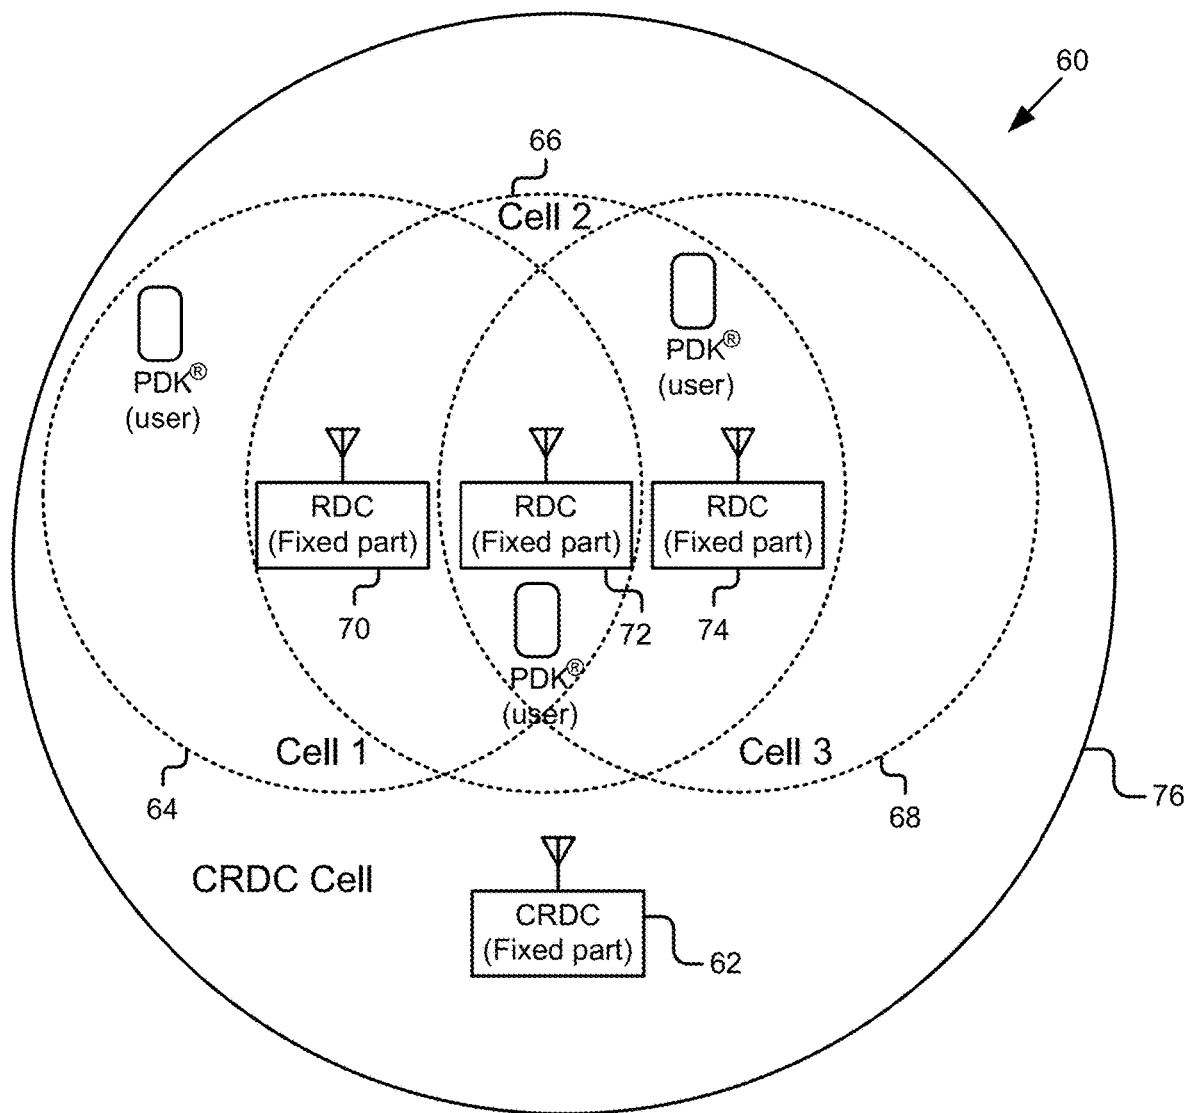 60
66
Cell 2
PDK®
(user)
PDK®
(user)
RDC
(Fixed part)
RDC
(Fixed part)
RDC
(Fixed part)
70
72
74
PDK®
(user)
Cell 1
Cell 3
64
68
76
CRDC Cell
CRDC
(Fixed part)
62